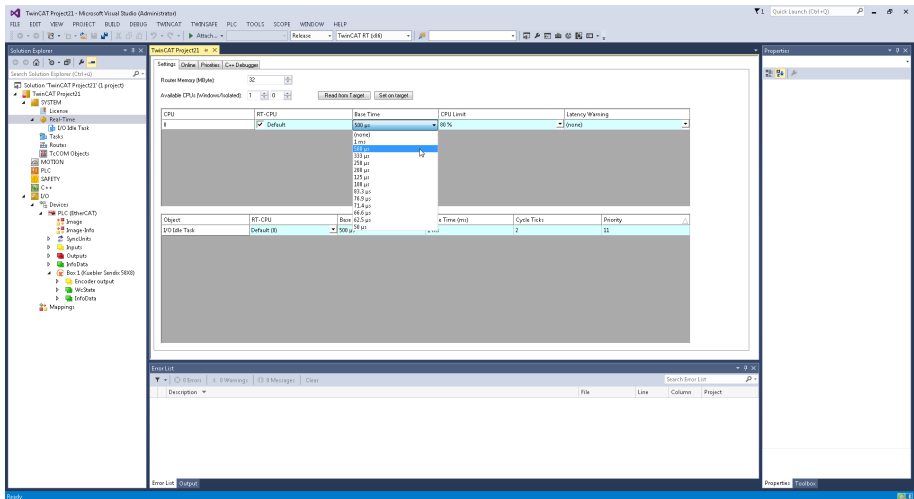 TwinCAT Project21 - Microsoft Visual Studio (Administrator)
1 Quick Launch (Ctrl+Q)
FILE EDIT VIEW PROJECT BUILD DEBUG TWINCAT TWINSAFE PLC TOOLS SCOPE WINDOW HELP
Attach... Release TwinCAT RT (x86)
Solution Explorer
TwinCAT Project21
Properties
Search Solution Explorer (Ctrl+ü)
Solution 'TwinCAT Project21' (1 project)
TwinCAT Project21
SYSTEM
License
Real-Time
I/O Idle Task
Tasks
Routes
TcCOM Objects
MOTION
PLC
SAFETY
C++
I/O
Devices
PLC (EtherCAT)
Image
Image-Info
SyncUnits
Inputs
Outputs
InfoData
Box 1 (Kuebler Sendix 58X8)
Encoder output
WcState
InfoData
Mappings
Settings Online Priorities C++ Debugger
Router Memory (MByte): 32
Available CPUs (Windows/Isolated): 1 0 Read from Target Set on target
CPU RT-CPU Base Time CPU Limit Latency Warning
0 Default 500 µs 80 % (none)
(none)
1 ms
500 µs
333 µs
250 µs
200 µs
125 µs
100 µs
83.3 µs
76.9 µs
71.4 µs
66.6 µs
62.5 µs
50 µs
Object RT-CPU Base e Time (ms) Cycle Ticks Priority
I/O Idle Task Default (0) 500 µs 2 11
Error List
0 Errors 0 Warnings 0 Messages Clear Search Error List
Description File Line Column Project
Error List Output
Properties Toolbox
Ready